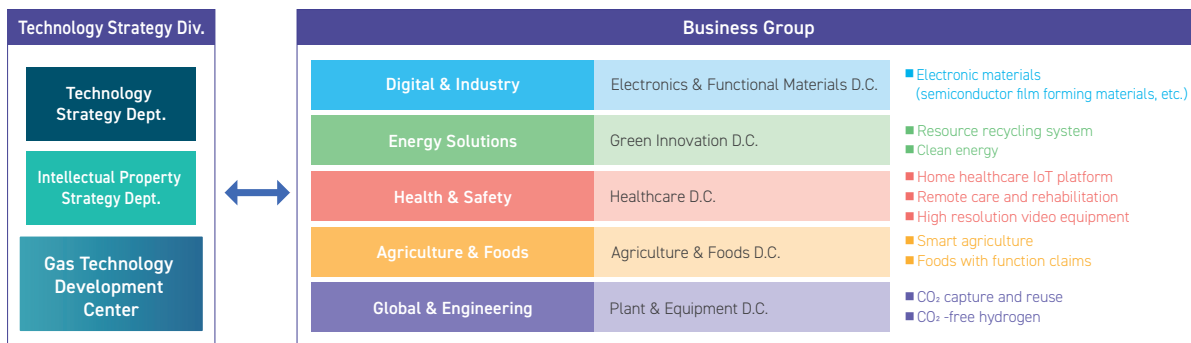 Technology Strategy Div.
Technology
Strategy Dept.
Intellectual Property
Strategy Dept.
Gas Technology
Development
Center
Business Group
Digital & Industry
Electronics & Functional Materials D.C.
■ Electronic materials
(semiconductor film forming materials, etc.)
Energy Solutions
Green Innovation D.C.
■ Resource recycling system
■ Clean energy
Health & Safety
Healthcare D.C.
■ Home healthcare IoT platform
■ Remote care and rehabilitation
■ High resolution video equipment
Agriculture & Foods
Agriculture & Foods D.C.
■ Smart agriculture
■ Foods with function claims
Global & Engineering
Plant & Equipment D.C.
■ CO₂ capture and reuse
■ CO₂ -free hydrogen